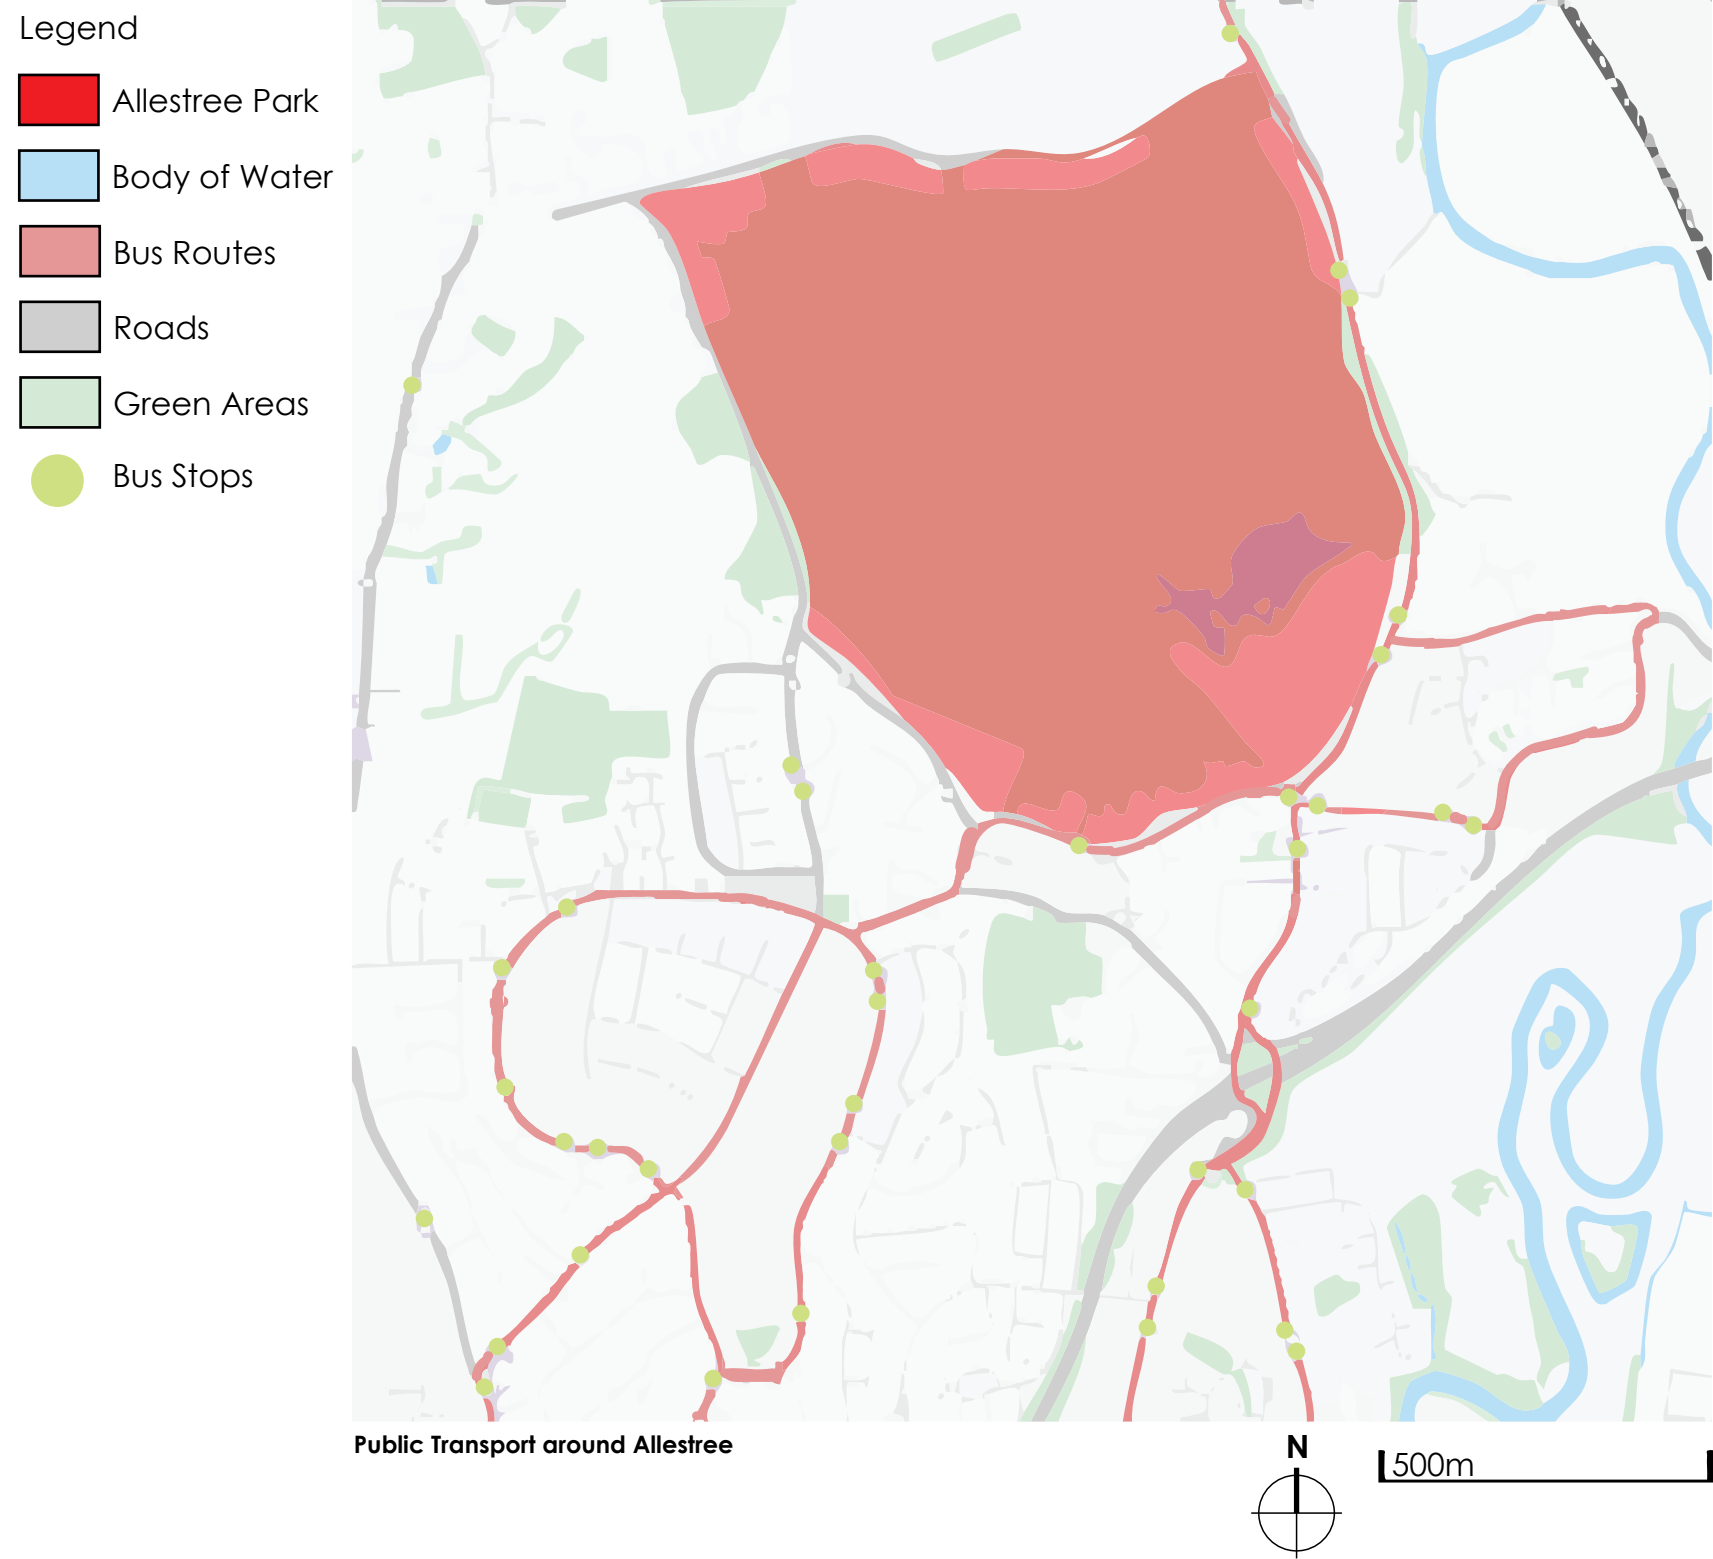 Legend
Allestree Park
Body of Water
Bus Routes
Roads
Green Areas
Bus Stops
Public Transport around Allestree
N
500m